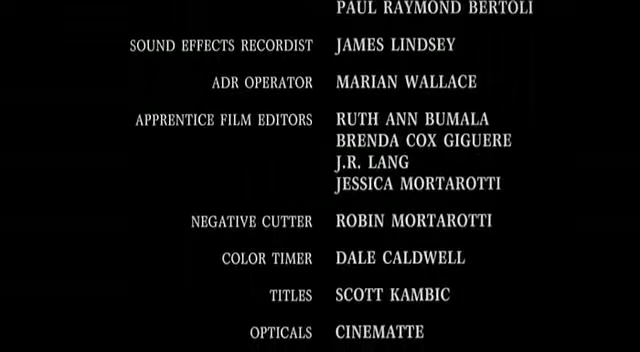 PAUL RAYMOND BERTOLI
SOUND EFFECTS RECORDIST JAMES LINDSEY
ADR OPERATOR MARIAN WALLACE
APPRENTICE FILM EDITORS RUTH ANN BUMALA
BRENDA COX GIGUERE
J.R. LANG
JESSICA MORTAROTTI
NEGATIVE CUTTER ROBIN MORTAROTTI
COLOR TIMER DALE CALDWELL
TITLES SCOTT KAMBIC
OPTICALS CINEMATTE